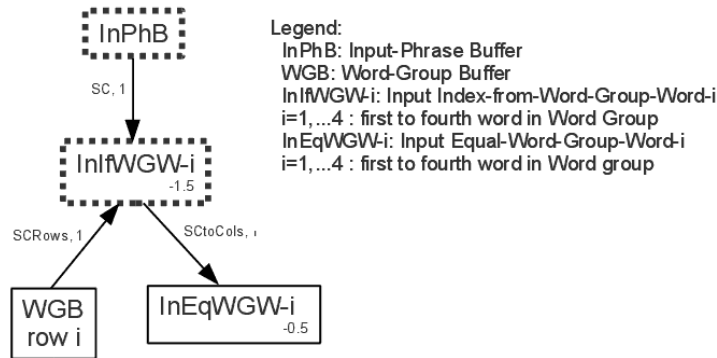 InPhB
SC, 1
InIfWGW-i
-1.5
SCRows, 1
SCtoCols,
WGB
row i
InEqWGW-i
-0.5
Legend:
InPhB: Input-Phrase Buffer
WGB: Word-Group Buffer
InIfWGW-i: Input Index-from-Word-Group-Word-i
i=1,...4 : first to fourth word in Word Group
InEqWGW-i: Input Equal-Word-Group-Word-i
i=1,...4 : first to fourth word in Word group